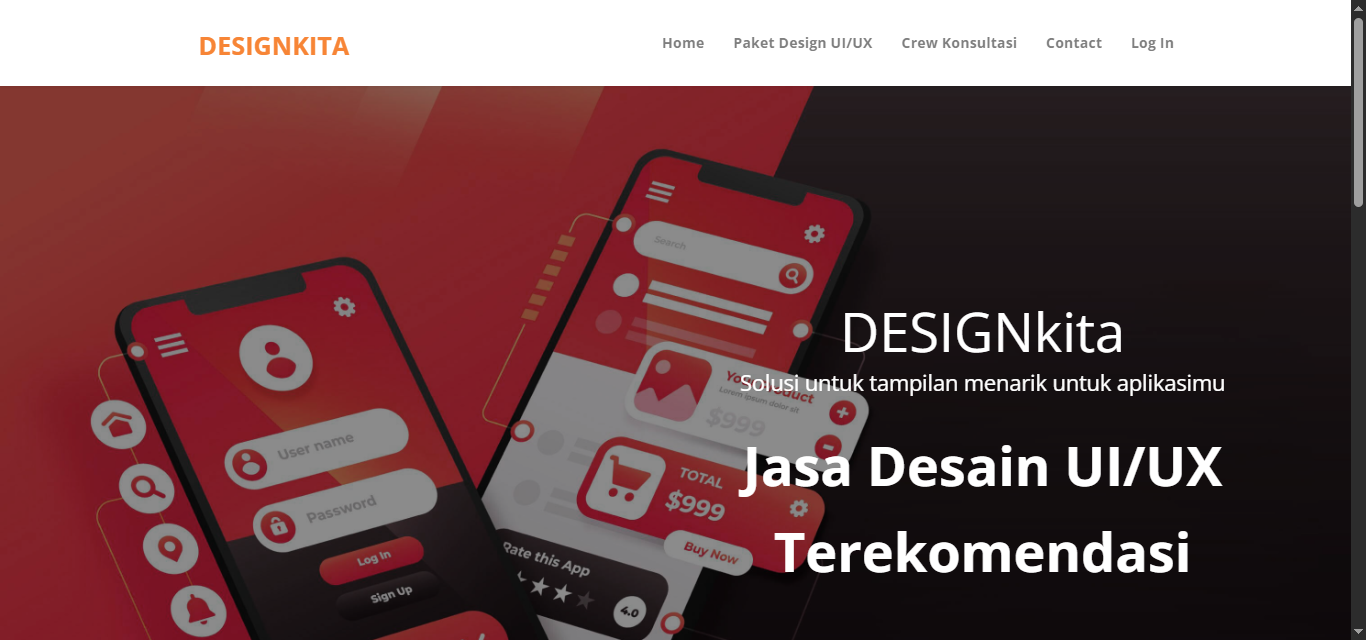 DESIGNKITA
Home
Paket Design UI/UX
Crew Konsultasi
Contact
Log In
Search
DESIGNkita
Solusi untuk tampilan menarik untuk aplikasimu
Your Product
Lorem ipsum dolor sit
$999
Jasa Desain UI/UX
Terekomendasi
TOTAL
$999
Buy Now
Rate this App
4.0
User name
Password
Log In
Sign Up